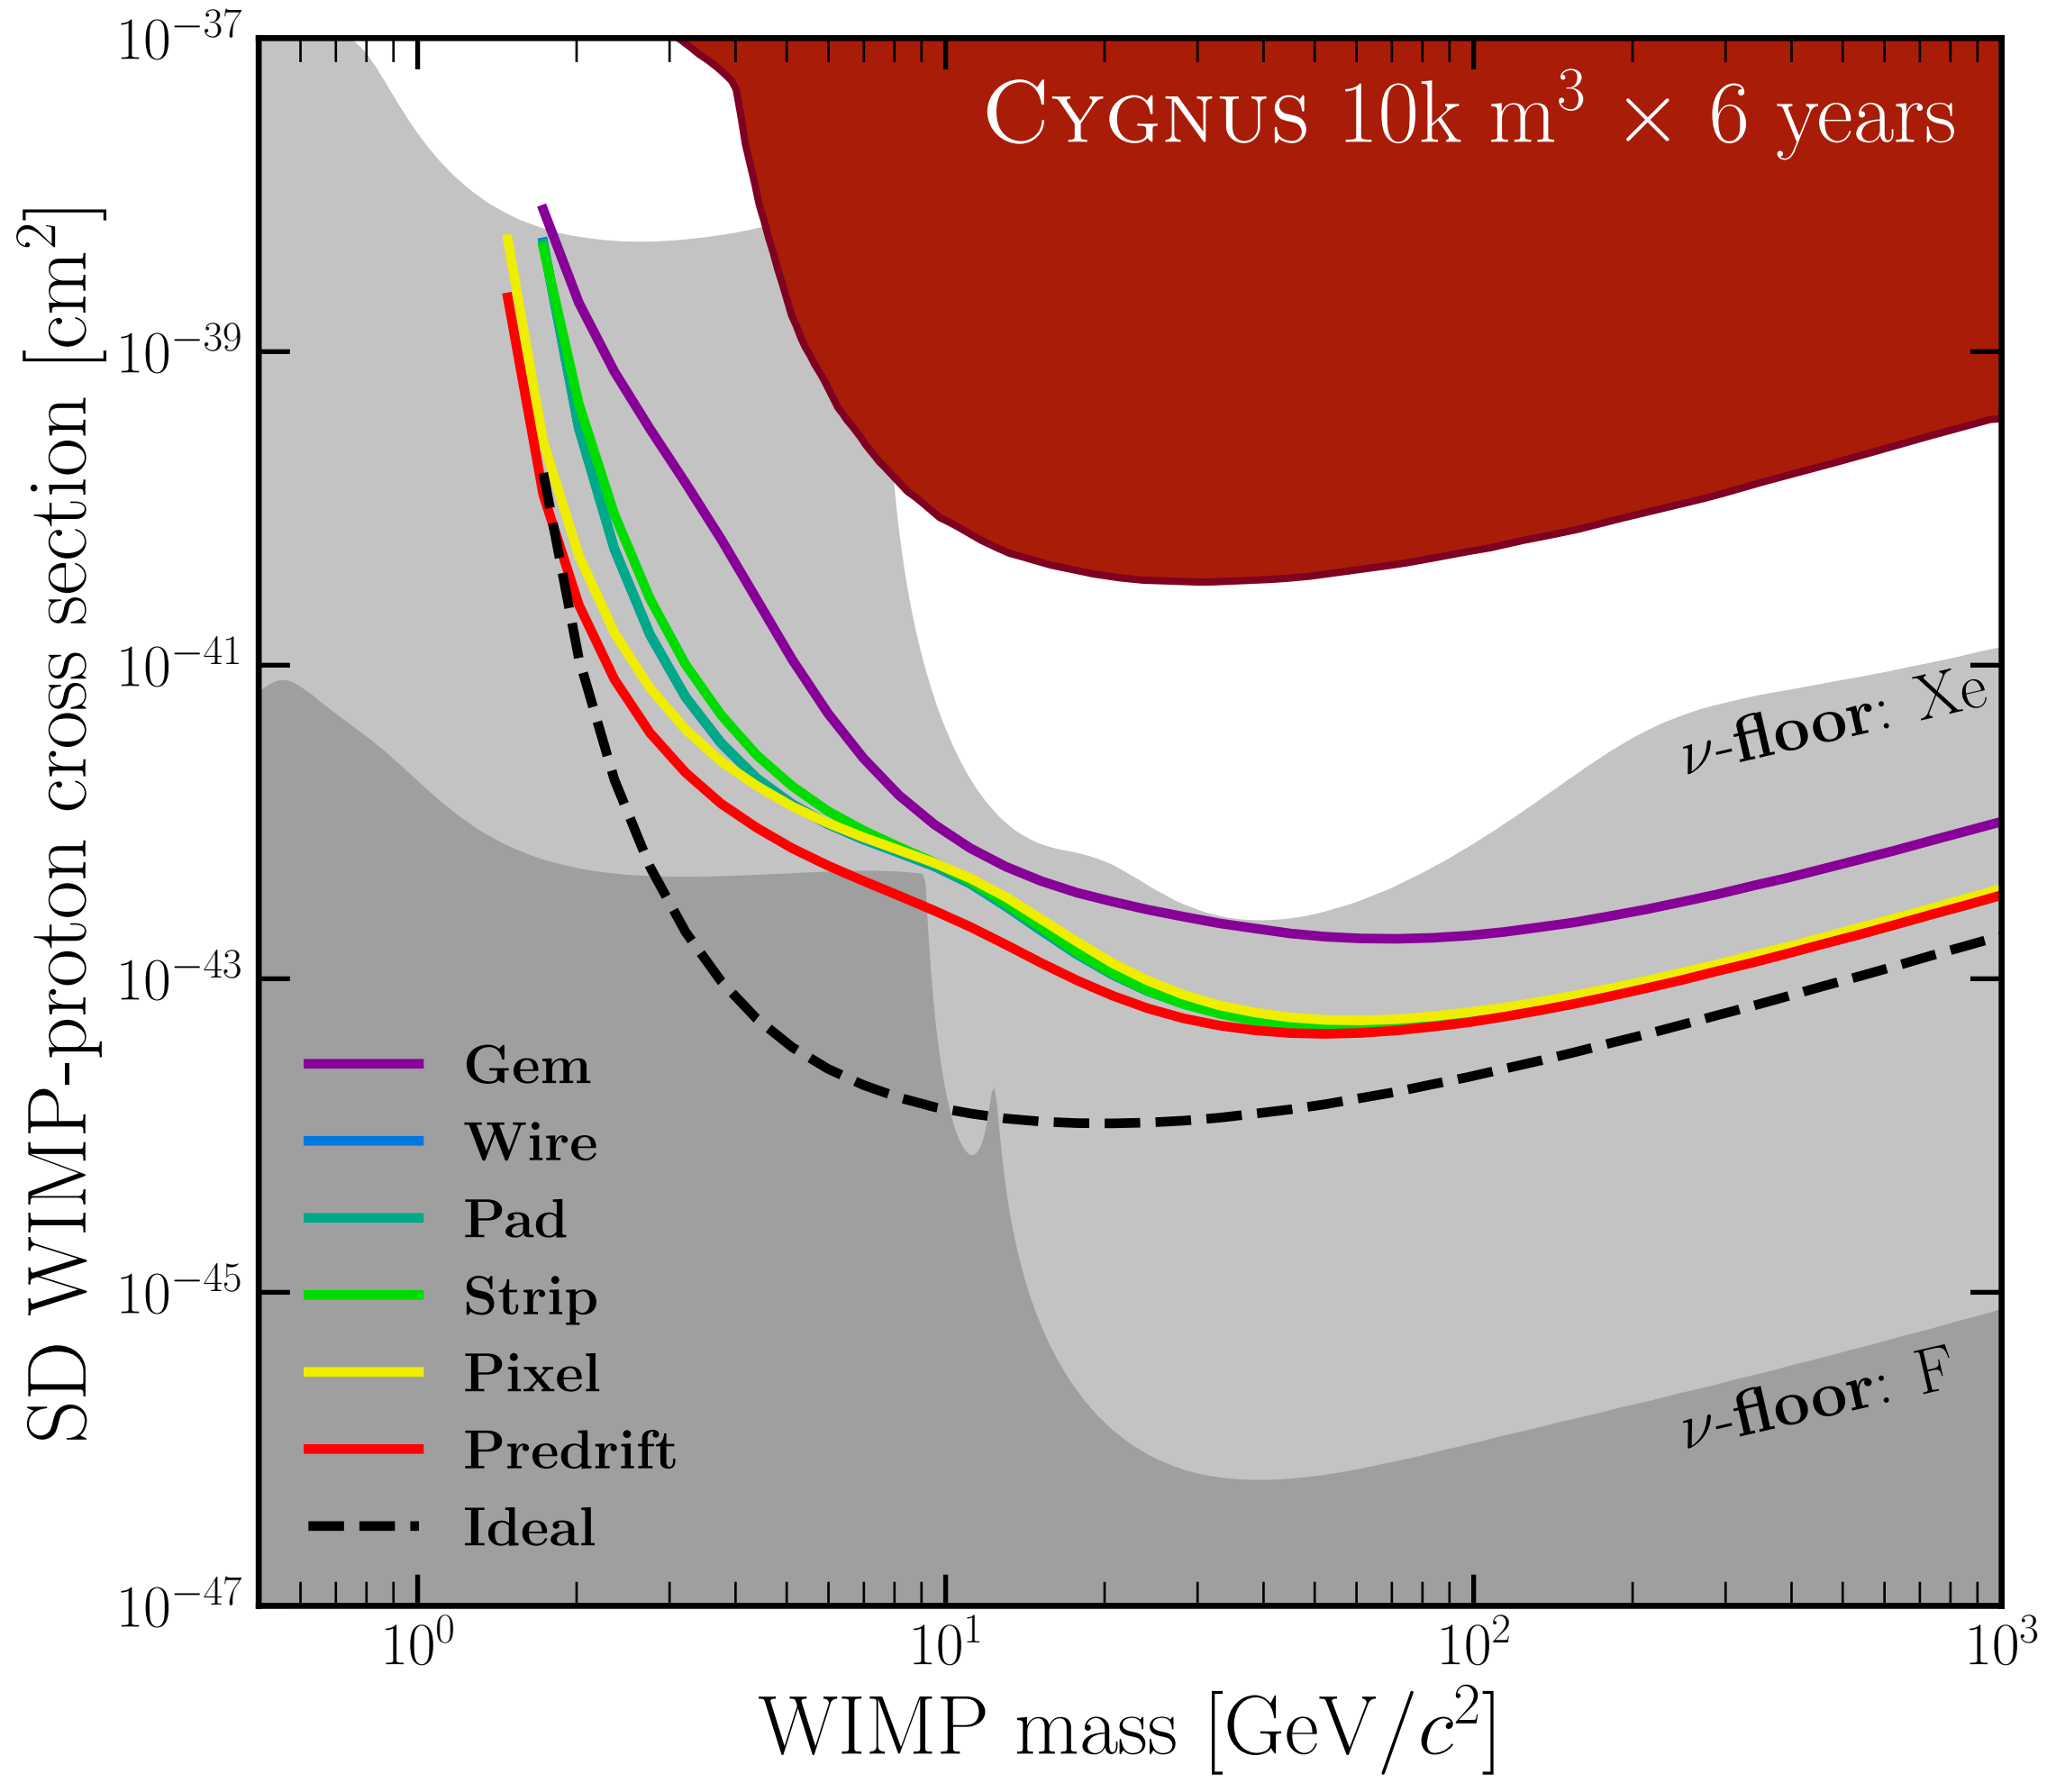 CYGNUS 10k m³ × 6 years
SD WIMP-proton cross section [cm²]
10⁻³⁷
10⁻³⁹
10⁻⁴¹
10⁻⁴³
10⁻⁴⁵
10⁻⁴⁷
ν-floor: Xe
ν-floor: F
Gem
Wire
Pad
Strip
Pixel
Predrift
Ideal
10⁰ 10¹ 10² 10³
WIMP mass [GeV/c²]